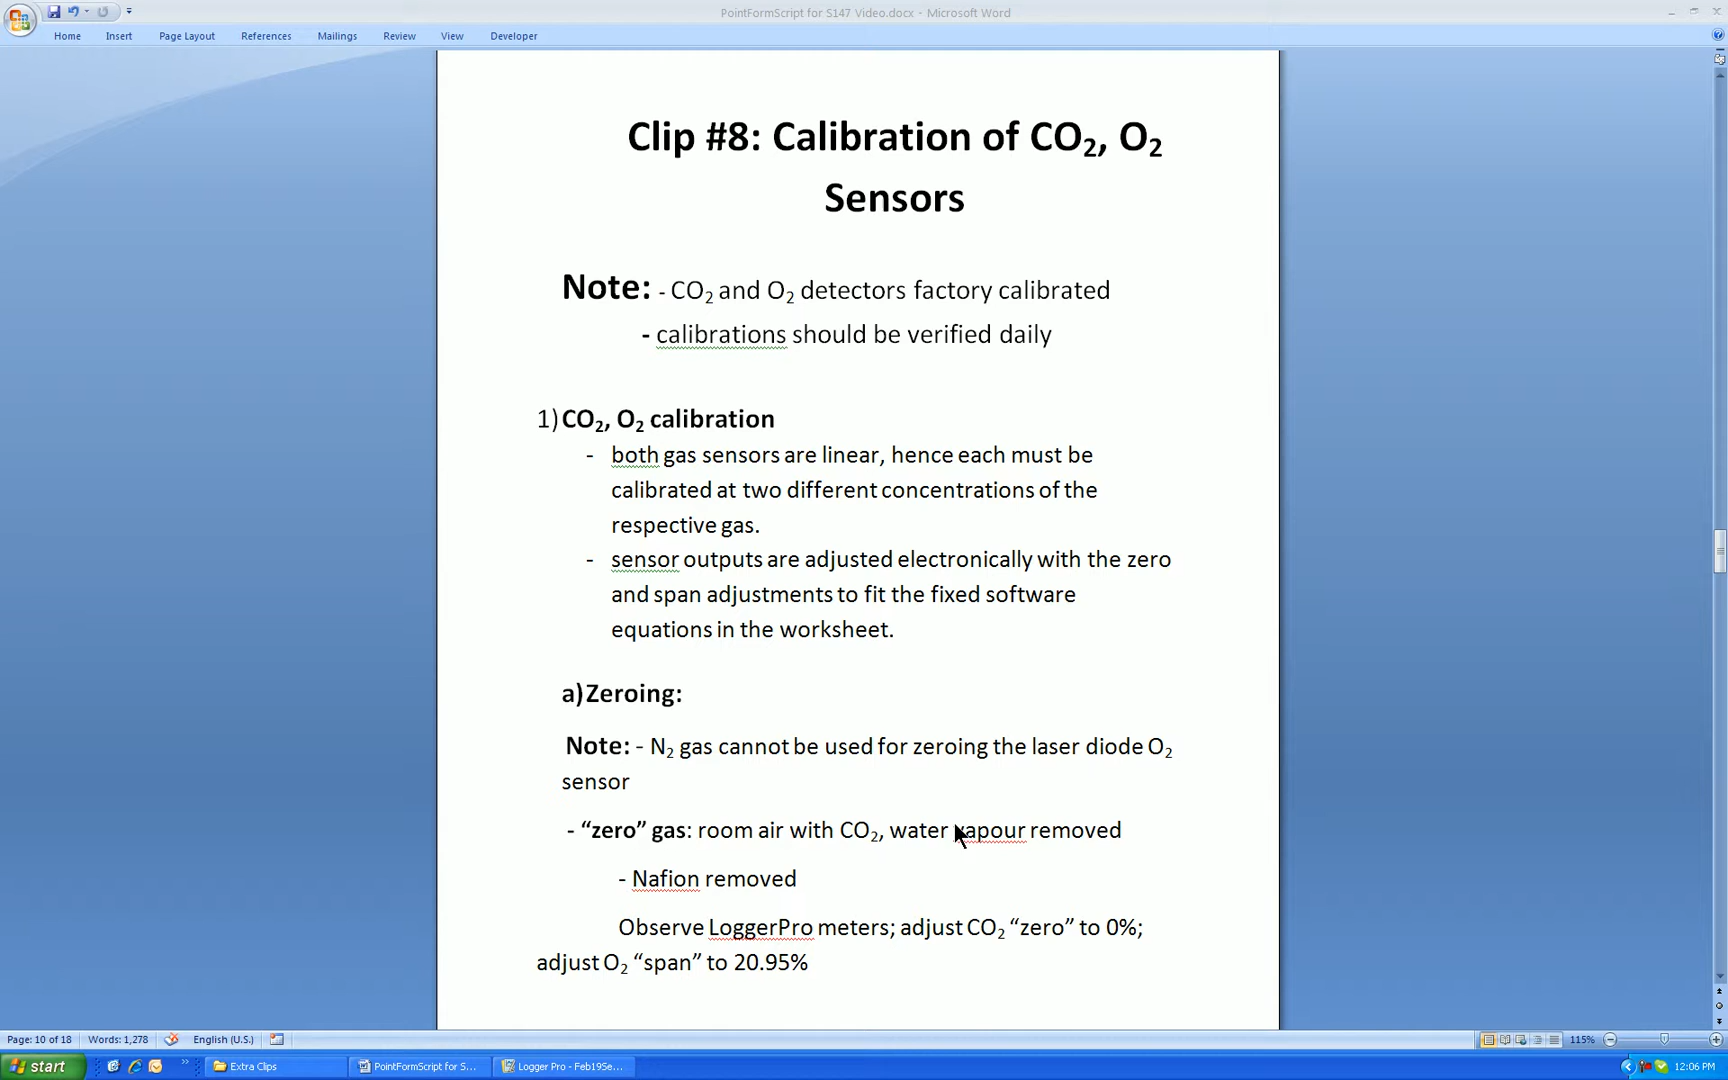 PointFormScript for S147 Video.docx - Microsoft Word
Home Insert Page Layout References Mailings Review View Developer
Clip #8: Calibration of CO₂, O₂
Sensors
Note: - CO₂ and O₂ detectors factory calibrated
- calibrations should be verified daily
1) CO₂, O₂ calibration
- both gas sensors are linear, hence each must be
calibrated at two different concentrations of the
respective gas.
- sensor outputs are adjusted electronically with the zero
and span adjustments to fit the fixed software
equations in the worksheet.
a) Zeroing:
Note: - N₂ gas cannot be used for zeroing the laser diode O₂
sensor
- “zero” gas: room air with CO₂, water vapour removed
- Nafion removed
Observe LoggerPro meters; adjust CO₂ “zero” to 0%;
adjust O₂ “span” to 20.95%
Page: 10 of 18 Words: 1,278 English (U.S.) 115%
start Extra Clips PointFormScript for S... Logger Pro - Feb19Se... 12:06 PM